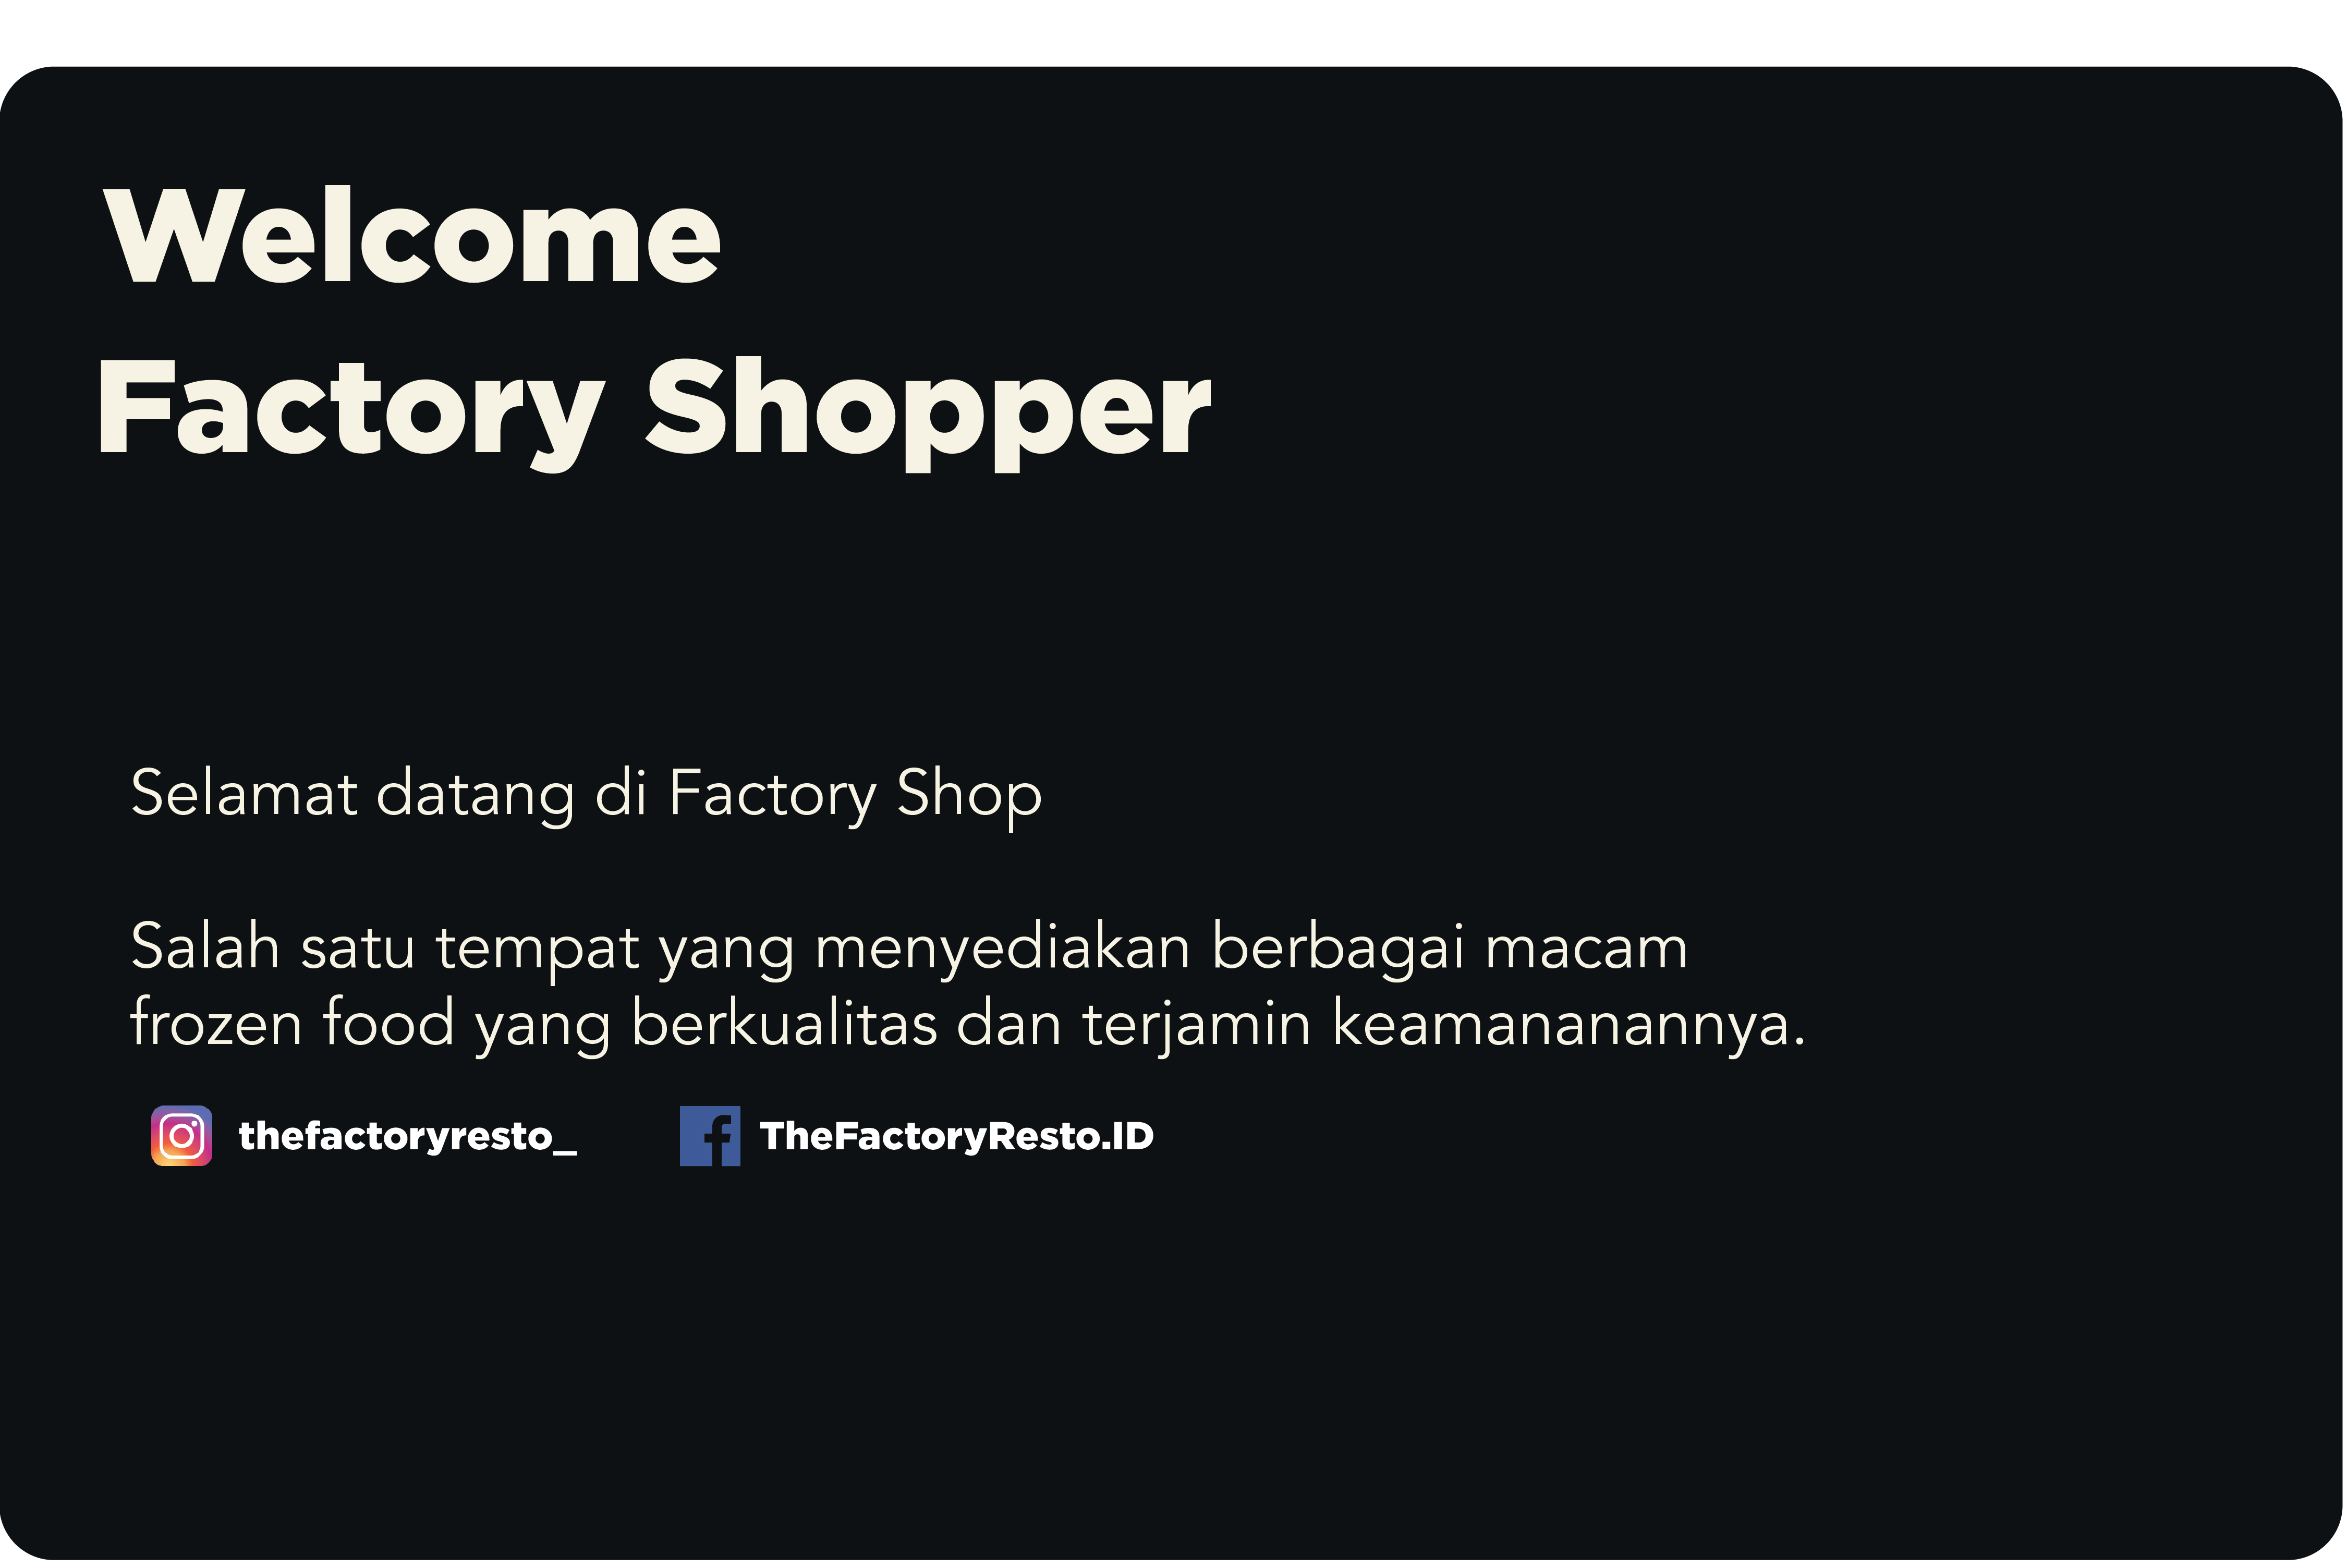 Welcome
Factory Shopper
Selamat datang di Factory Shop
Salah satu tempat yang menyediakan berbagai macam
frozen food yang berkualitas dan terjamin keamananannya.
thefactoryresto_ TheFactoryResto.ID